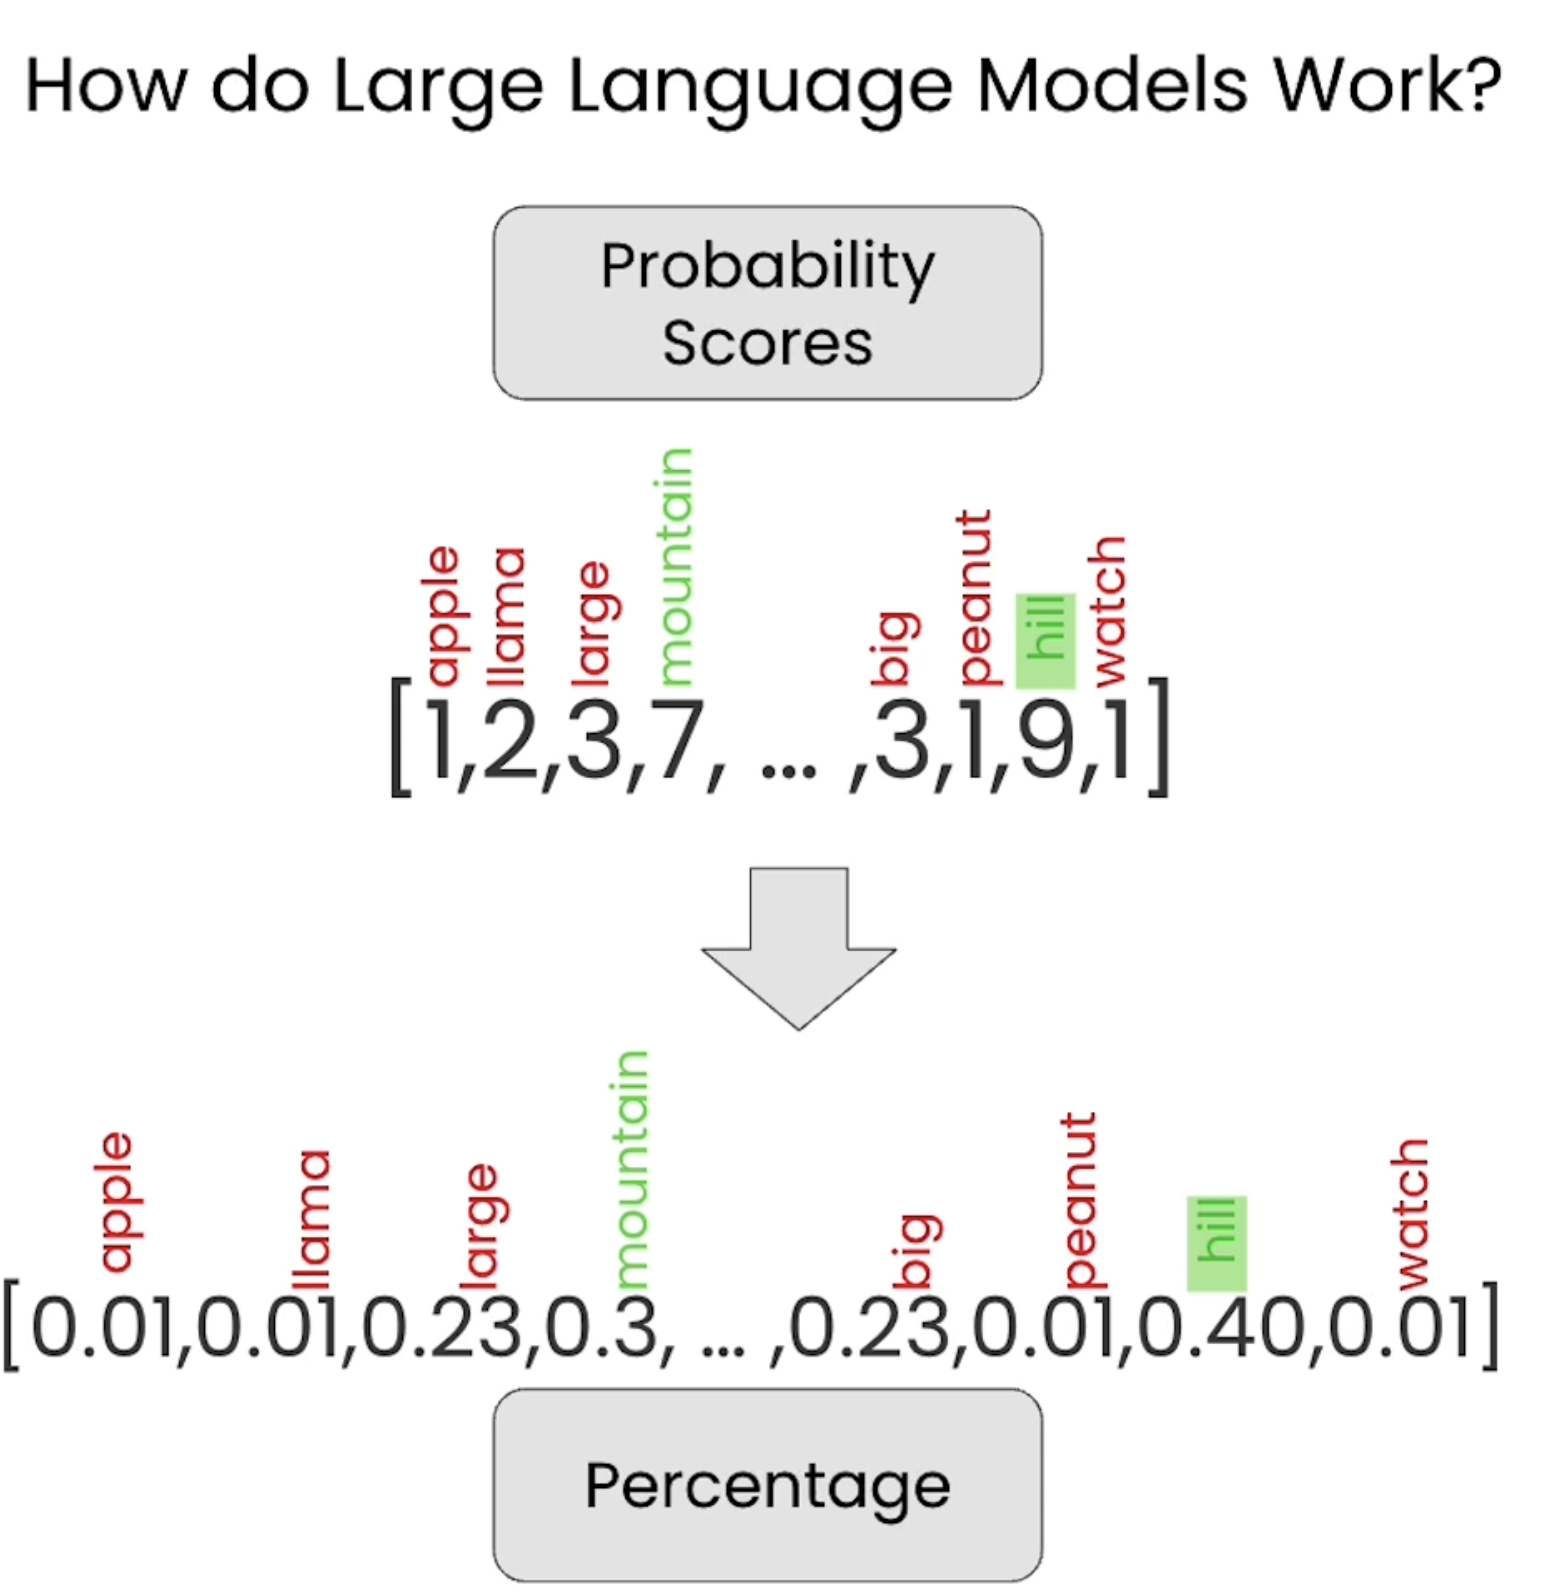 How do Large Language Models Work?
Probability
Scores
apple llama large mountain big peanut hill watch
[1,2,3,7, ... ,3,1,9,1]
apple llama large mountain big peanut hill watch
[0.01,0.01,0.23,0.3, ... ,0.23,0.01,0.40,0.01]
Percentage